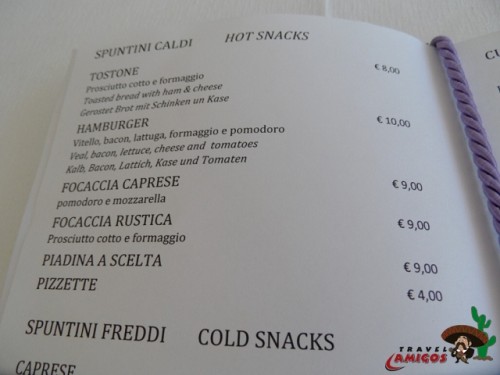 SPUNTINI CALDI HOT SNACKS
TOSTONE € 8,00
Prosciutto cotto e formaggio
Toasted bread with ham & cheese
Gerostet Brot mit Schinken un Kase
HAMBURGER € 10,00
Vitello, bacon, lattuga, formaggio e pomodoro
Veal, bacon, lettuce, cheese and tomatoes
Kalb, Bacon, Lattich, Kase und Tomaten
FOCACCIA CAPRESE € 9,00
pomodoro e mozzarella
FOCACCIA RUSTICA € 9,00
Prosciutto cotto e formaggio
PIADINA A SCELTA € 9,00
PIZZETTE € 4,00
SPUNTINI FREDDI COLD SNACKS
CAPRESE
TRAVEL
AMIGOS